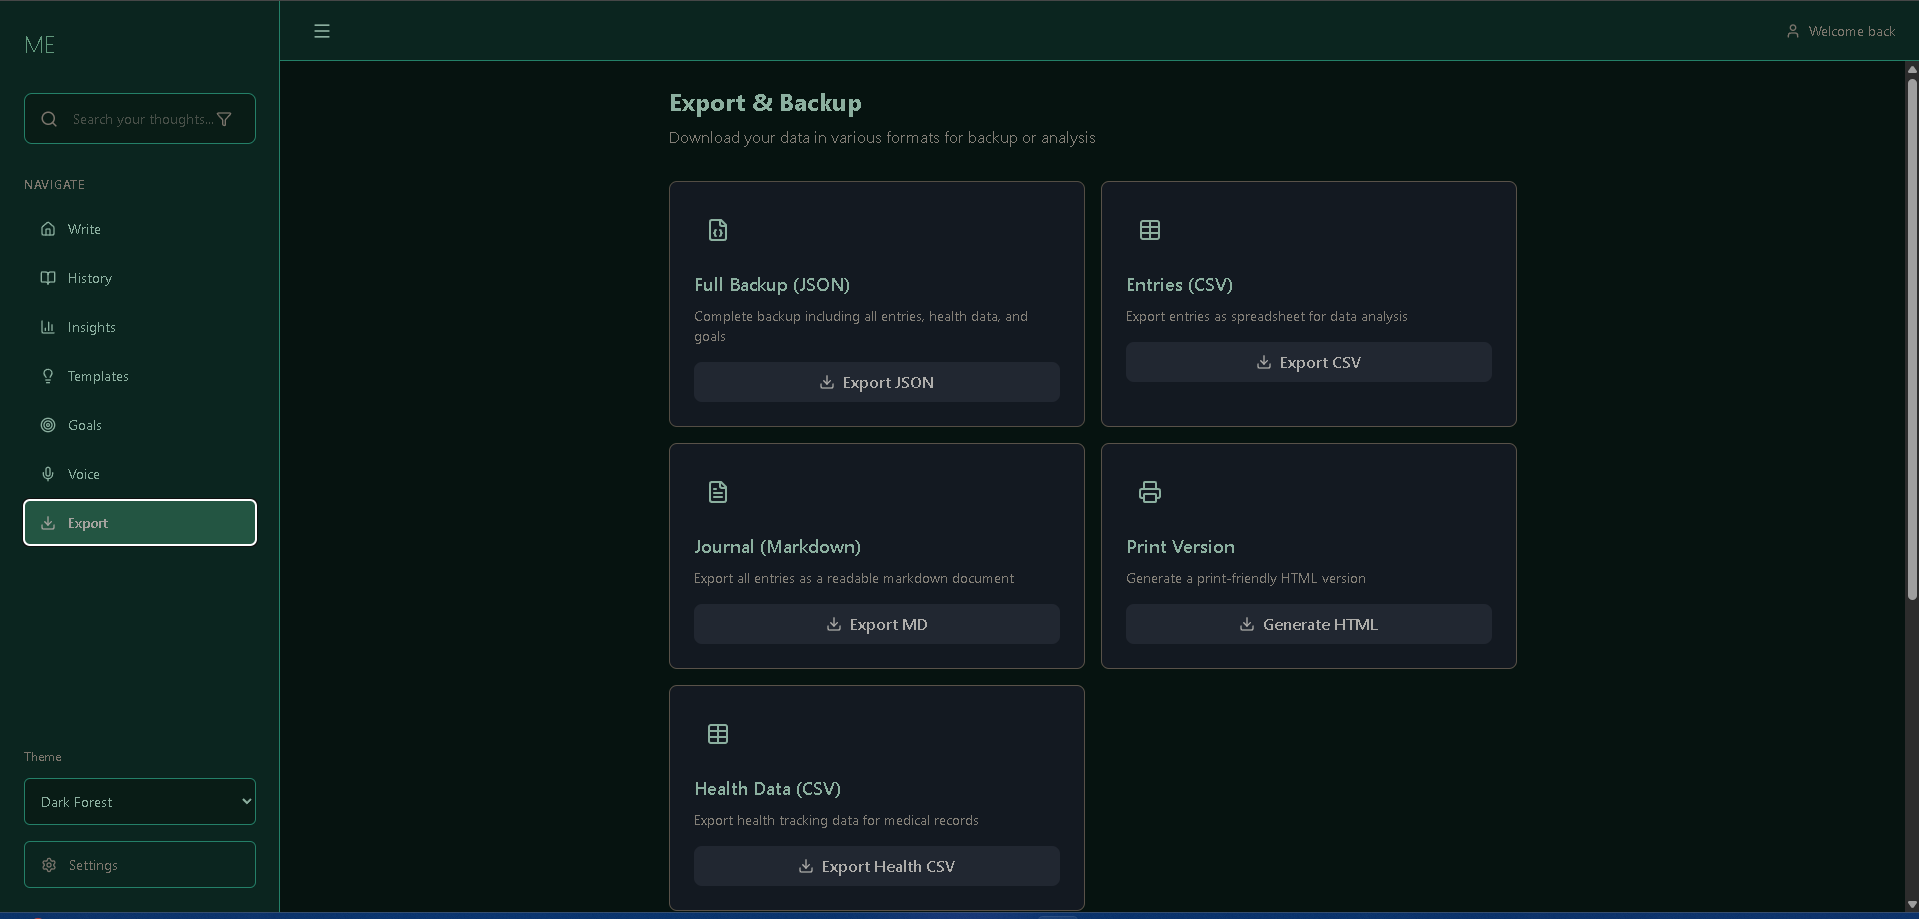 ME
Search your thoughts...
NAVIGATE
Write
History
Insights
Templates
Goals
Voice
Export
Theme
Dark Forest
Settings
Welcome back
Export & Backup
Download your data in various formats for backup or analysis
Full Backup (JSON)
Complete backup including all entries, health data, and
goals
Export JSON
Entries (CSV)
Export entries as spreadsheet for data analysis
Export CSV
Journal (Markdown)
Export all entries as a readable markdown document
Export MD
Print Version
Generate a print-friendly HTML version
Generate HTML
Health Data (CSV)
Export health tracking data for medical records
Export Health CSV